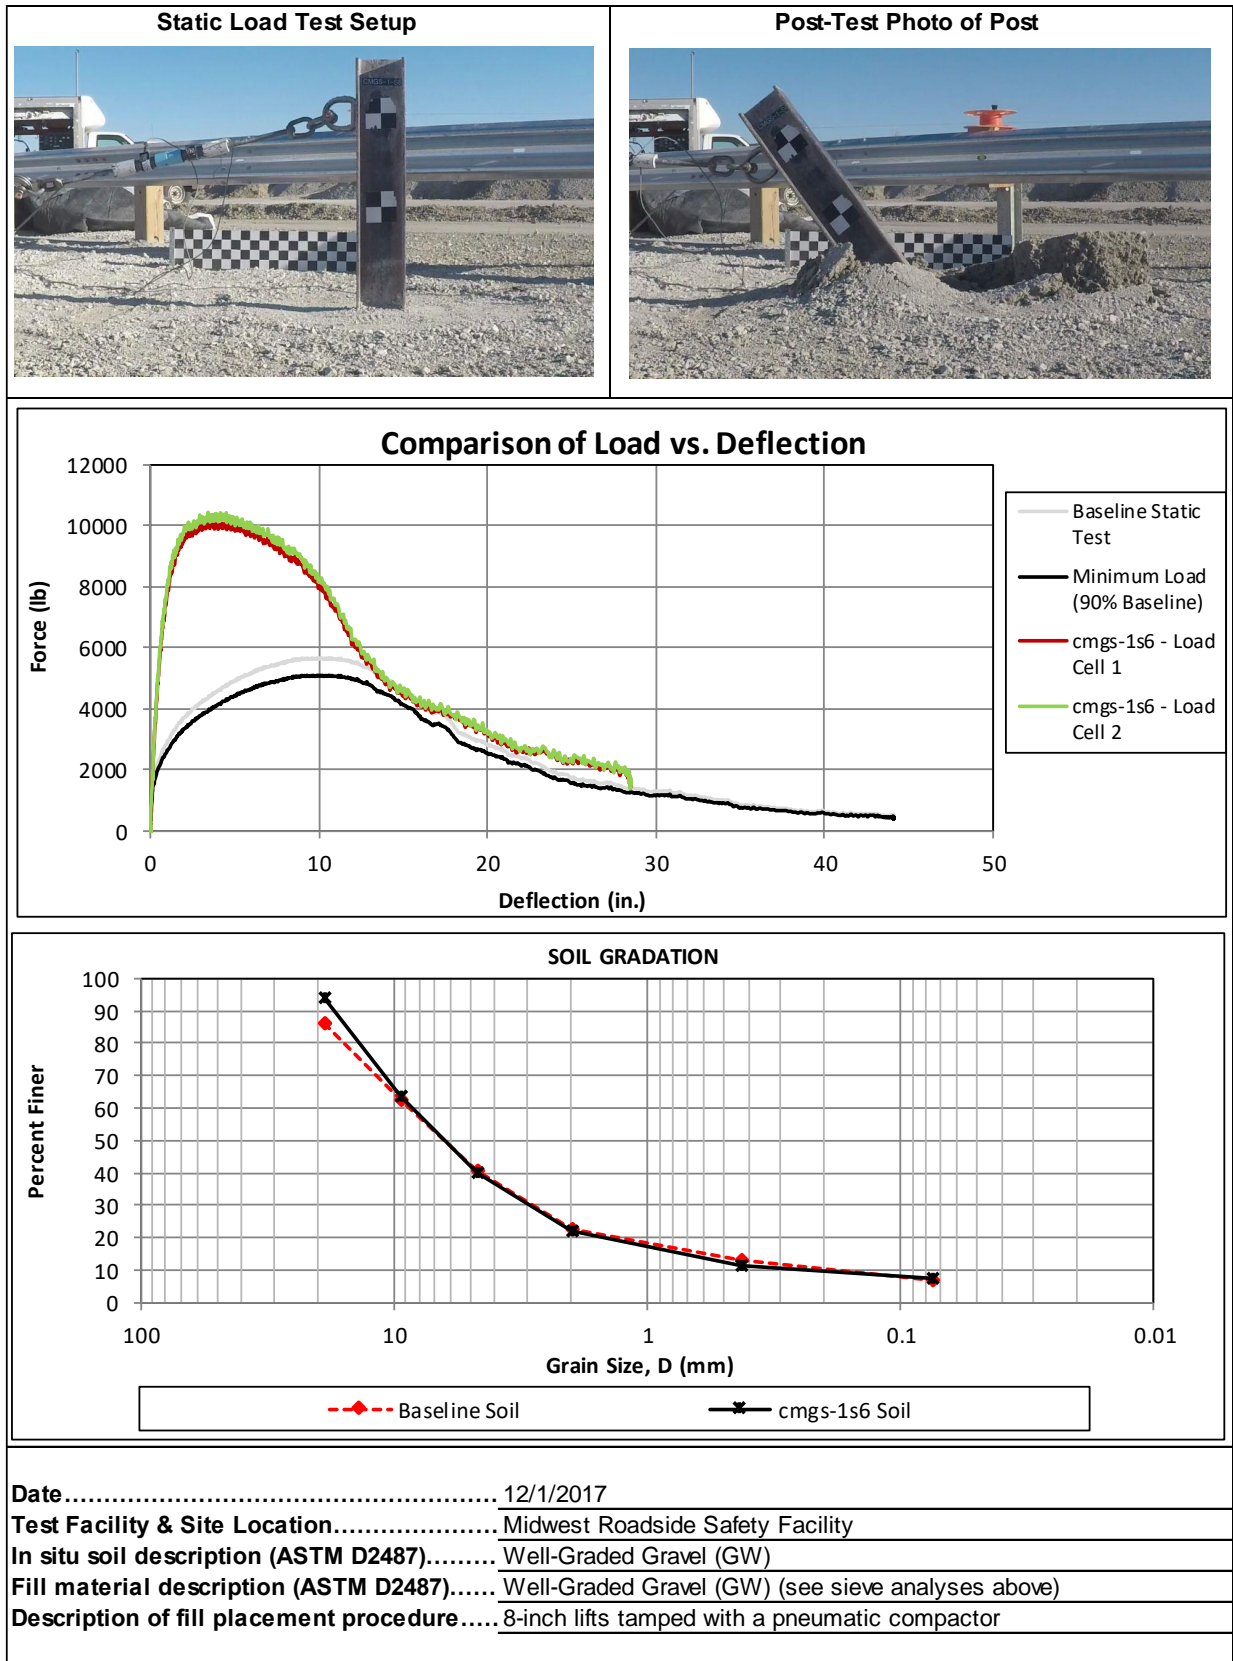 Static Load Test Setup
Post-Test Photo of Post
Comparison of Load vs. Deflection
Force (lb)
12000
10000
8000
6000
4000
2000
0
0 10 20 30 40 50
Deflection (in.)
Baseline Static
Test
Minimum Load
(90% Baseline)
cmgs-1s6 - Load
Cell 1
cmgs-1s6 - Load
Cell 2
SOIL GRADATION
Percent Finer
100
90
80
70
60
50
40
30
20
10
0
100 10 1 0.1 0.01
Grain Size, D (mm)
Baseline Soil
cmgs-1s6 Soil
Date...................................................... 12/1/2017
Test Facility & Site Location..................... Midwest Roadside Safety Facility
In situ soil description (ASTM D2487)......... Well-Graded Gravel (GW)
Fill material description (ASTM D2487)...... Well-Graded Gravel (GW) (see sieve analyses above)
Description of fill placement procedure..... 8-inch lifts tamped with a pneumatic compactor